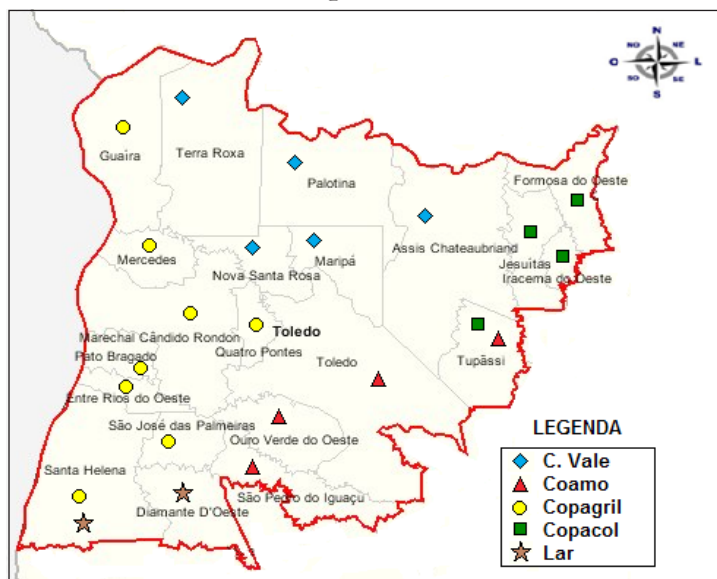 N
NO NE
O L
SO SE
S
Guaíra
Terra Roxa
Palotina
Formosa do Oeste
Assis Chateaubriand
Jesuítas
Iracema do Oeste
Mercedes
Nova Santa Rosa
Maripá
Marechal Cândido Rondon
Toledo
Quatro Pontes
Pato Bragado
Toledo
Tupãssi
Entre Rios do Oeste
São José das Palmeiras
Ouro Verde do Oeste
Santa Helena
Diamante D'Oeste
São Pedro do Iguaçu
LEGENDA
C. Vale
Coamo
Copagril
Copacol
Lar